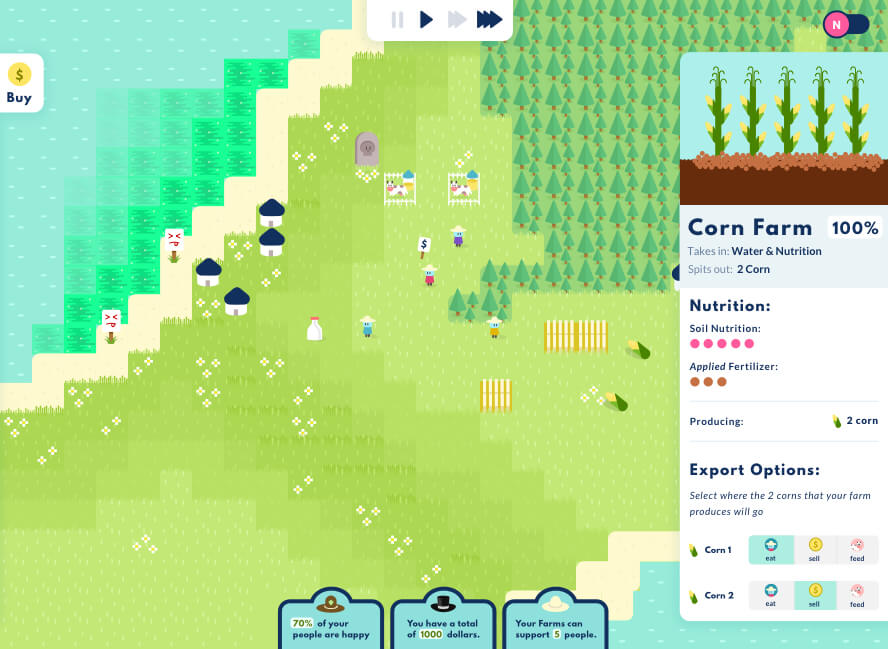 N
$
Buy
$
Corn Farm 100%
Takes in: Water & Nutrition
Spits out: 2 Corn
Nutrition:
Soil Nutrition:
Applied Fertilizer:
Producing: 2 corn
Export Options:
Select where the 2 corns that your farm
produces will go
Corn 1
eat
$
sell
feed
Corn 2
eat
$
sell
feed
70% of your
people are happy
You have a total
of 1000 dollars.
Your Farms can
support 5 people.